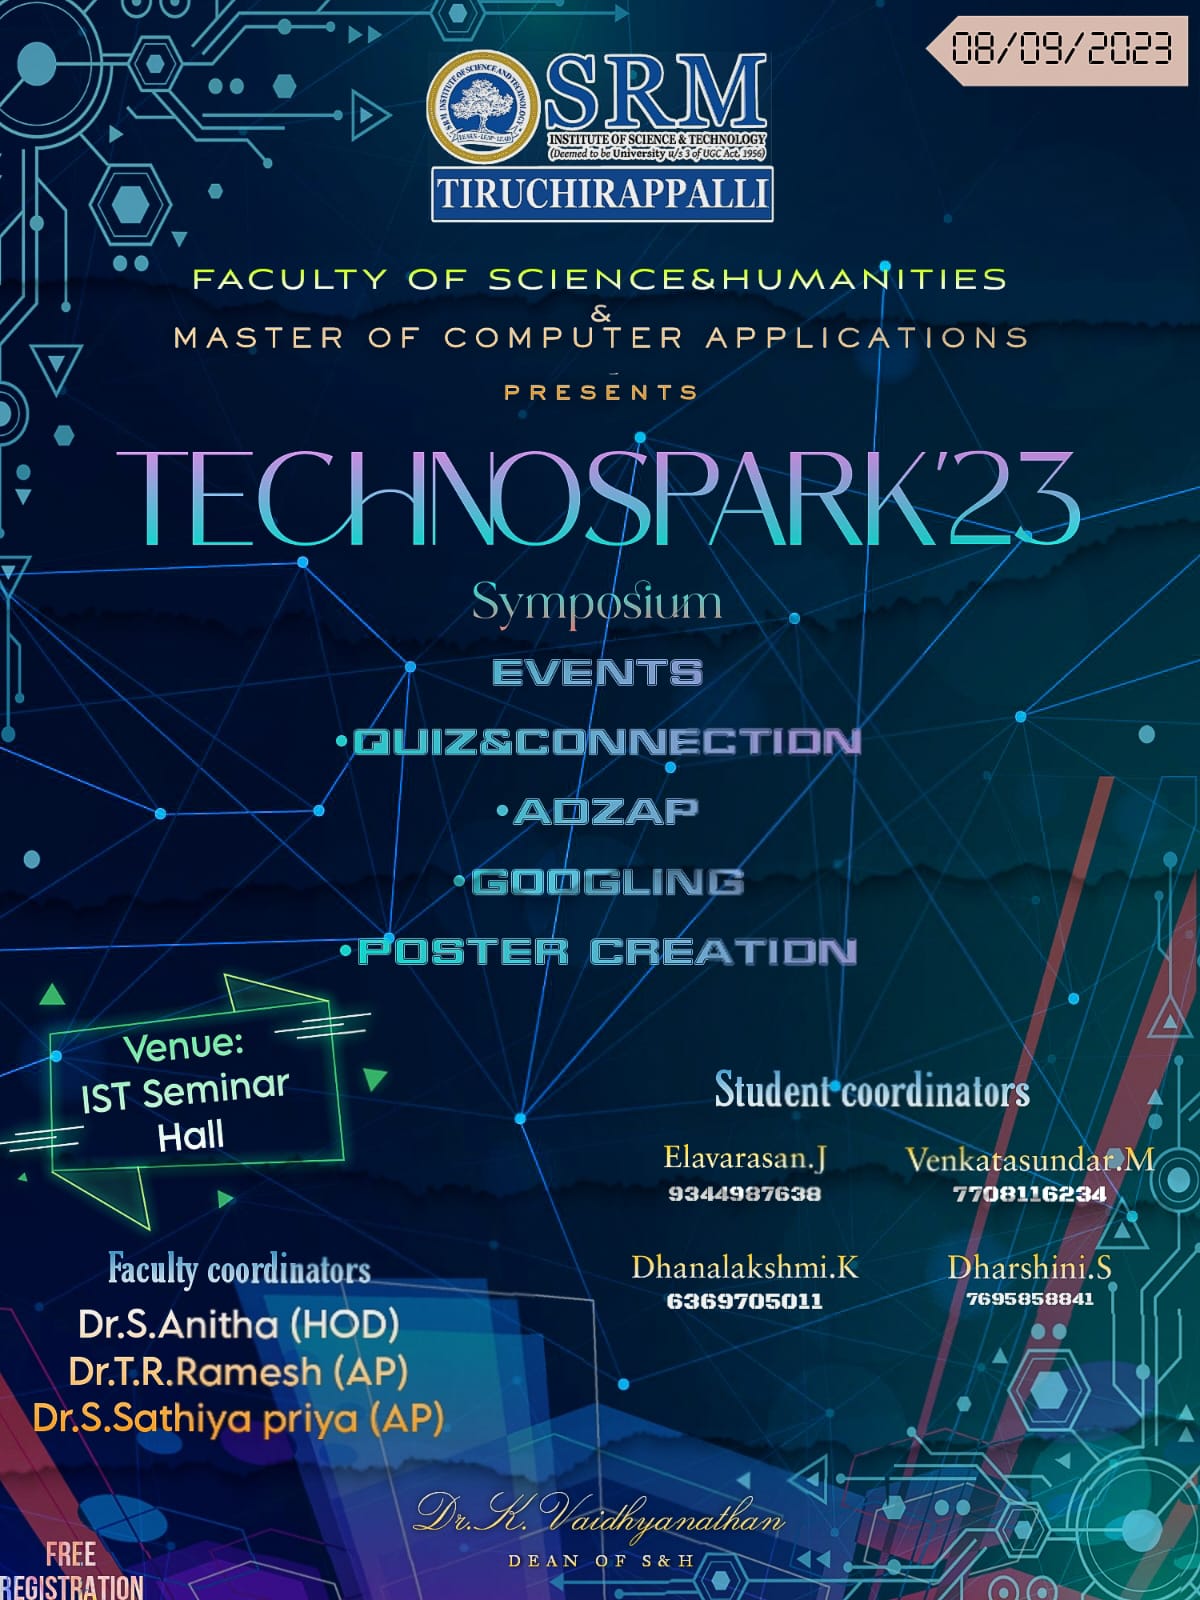 08/09/2023
SRM
INSTITUTE OF SCIENCE & TECHNOLOGY
(Deemed to be University u/s 3 of UGC Act, 1956)
TIRUCHIRAPPALLI
FACULTY OF SCIENCE&HUMANITIES
&
MASTER OF COMPUTER APPLICATIONS
PRESENTS
TECHNOSPARK'23
Symposium
EVENTS
•QUIZ&CONNECTION
•ADZAP
•GOOGLING
•POSTER CREATION
Venue:
IST Seminar
Hall
Student coordinators
Elavarasan.J
9344987638
Venkatasundar.M
7708116234
Dhanalakshmi.K
6369705011
Dharshini.S
7695858841
Faculty coordinators
Dr.S.Anitha (HOD)
Dr.T.R.Ramesh (AP)
Dr.S.Sathiya priya (AP)
Dr.K. Vaidhyanathan
DEAN OF S&H
FREE
REGISTRATION